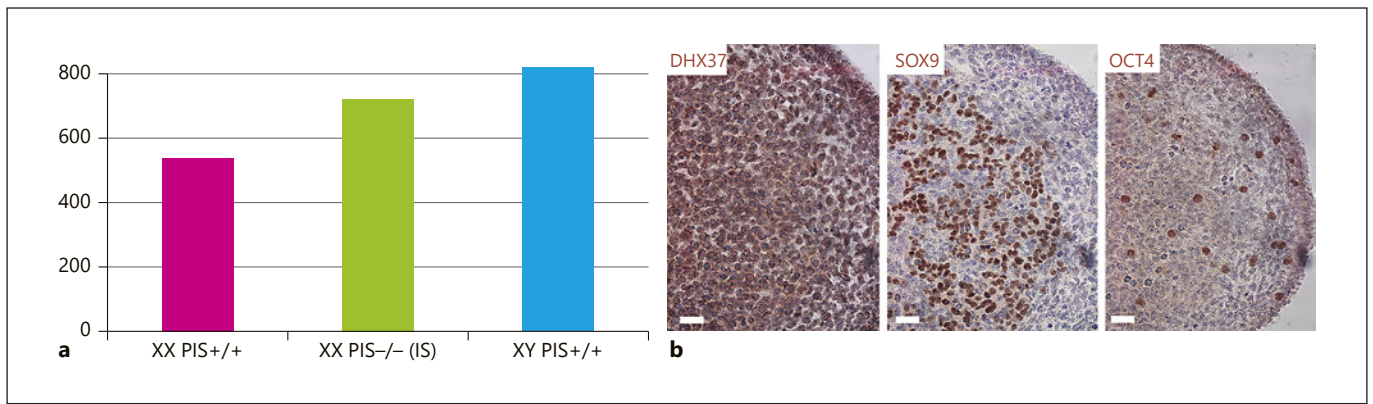 800
600
400
200
0
XX PIS+/+
XX PIS–/– (IS)
XY PIS+/+
a
DHX37
SOX9
OCT4
b